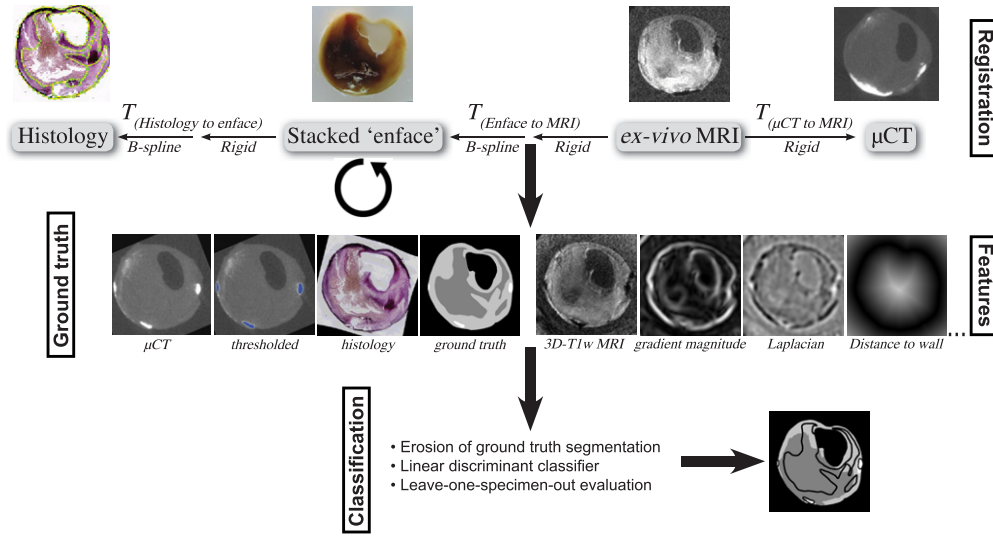 Registration
T(Histology to enface)
T(Enface to MRI)
T(μCT to MRI)
Histology
Stacked ‘enface’
ex-vivo MRI
μCT
B-spline
Rigid
B-spline
Rigid
Rigid
Ground truth
Features
μCT
thresholded
histology
ground truth
3D-T1w MRI
gradient magnitude
Laplacian
Distance to wall
....
Classification
• Erosion of ground truth segmentation
• Linear discriminant classifier
• Leave-one-specimen-out evaluation